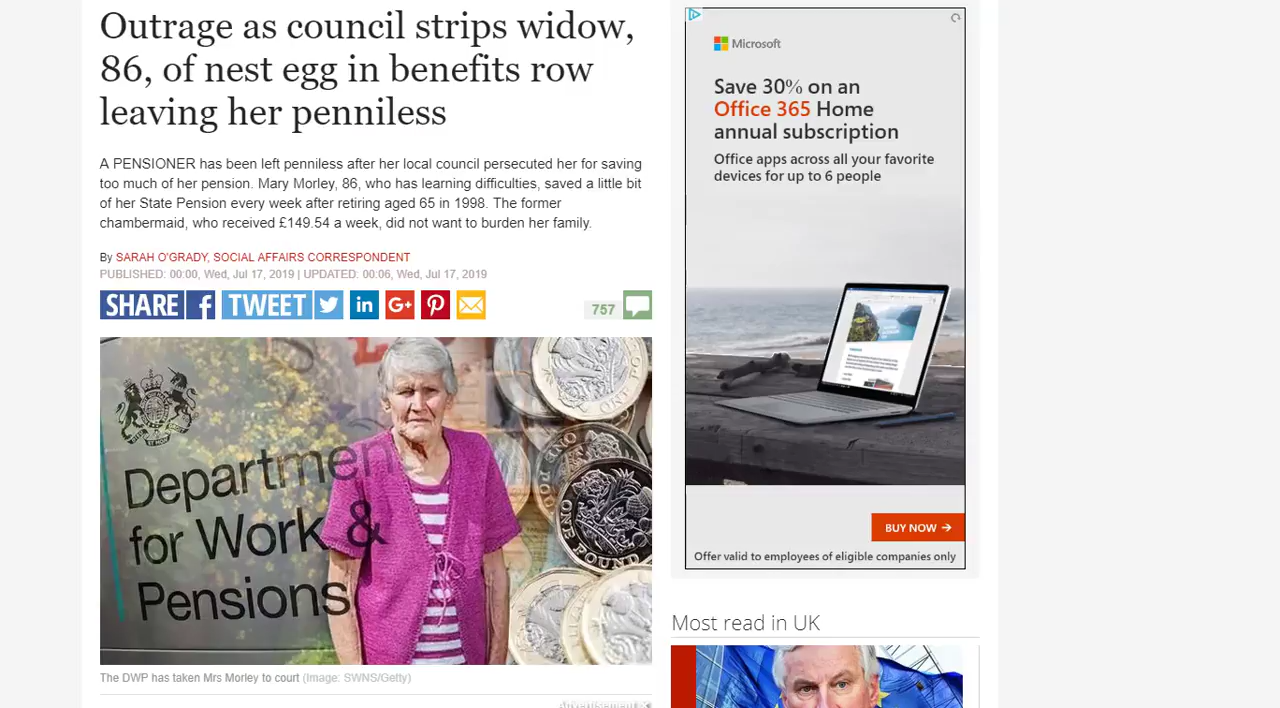 Outrage as council strips widow,
86, of nest egg in benefits row
leaving her penniless
A PENSIONER has been left penniless after her local council persecuted her for saving
too much of her pension. Mary Morley, 86, who has learning difficulties, saved a little bit
of her State Pension every week after retiring aged 65 in 1998. The former
chambermaid, who received £149.54 a week, did not want to burden her family.
By SARAH O'GRADY, SOCIAL AFFAIRS CORRESPONDENT
PUBLISHED: 00:00, Wed, Jul 17, 2019 | UPDATED: 00:06, Wed, Jul 17, 2019
SHARE f TWEET in G+ 757
Department
for Work &
Pensions
ONE POUND
The DWP has taken Mrs Morley to court (Image: SWNS/Getty)
Advertisement
Microsoft
Save 30% on an
Office 365 Home
annual subscription
Office apps across all your favorite
devices for up to 6 people
BUY NOW →
Offer valid to employees of eligible companies only
Most read in UK